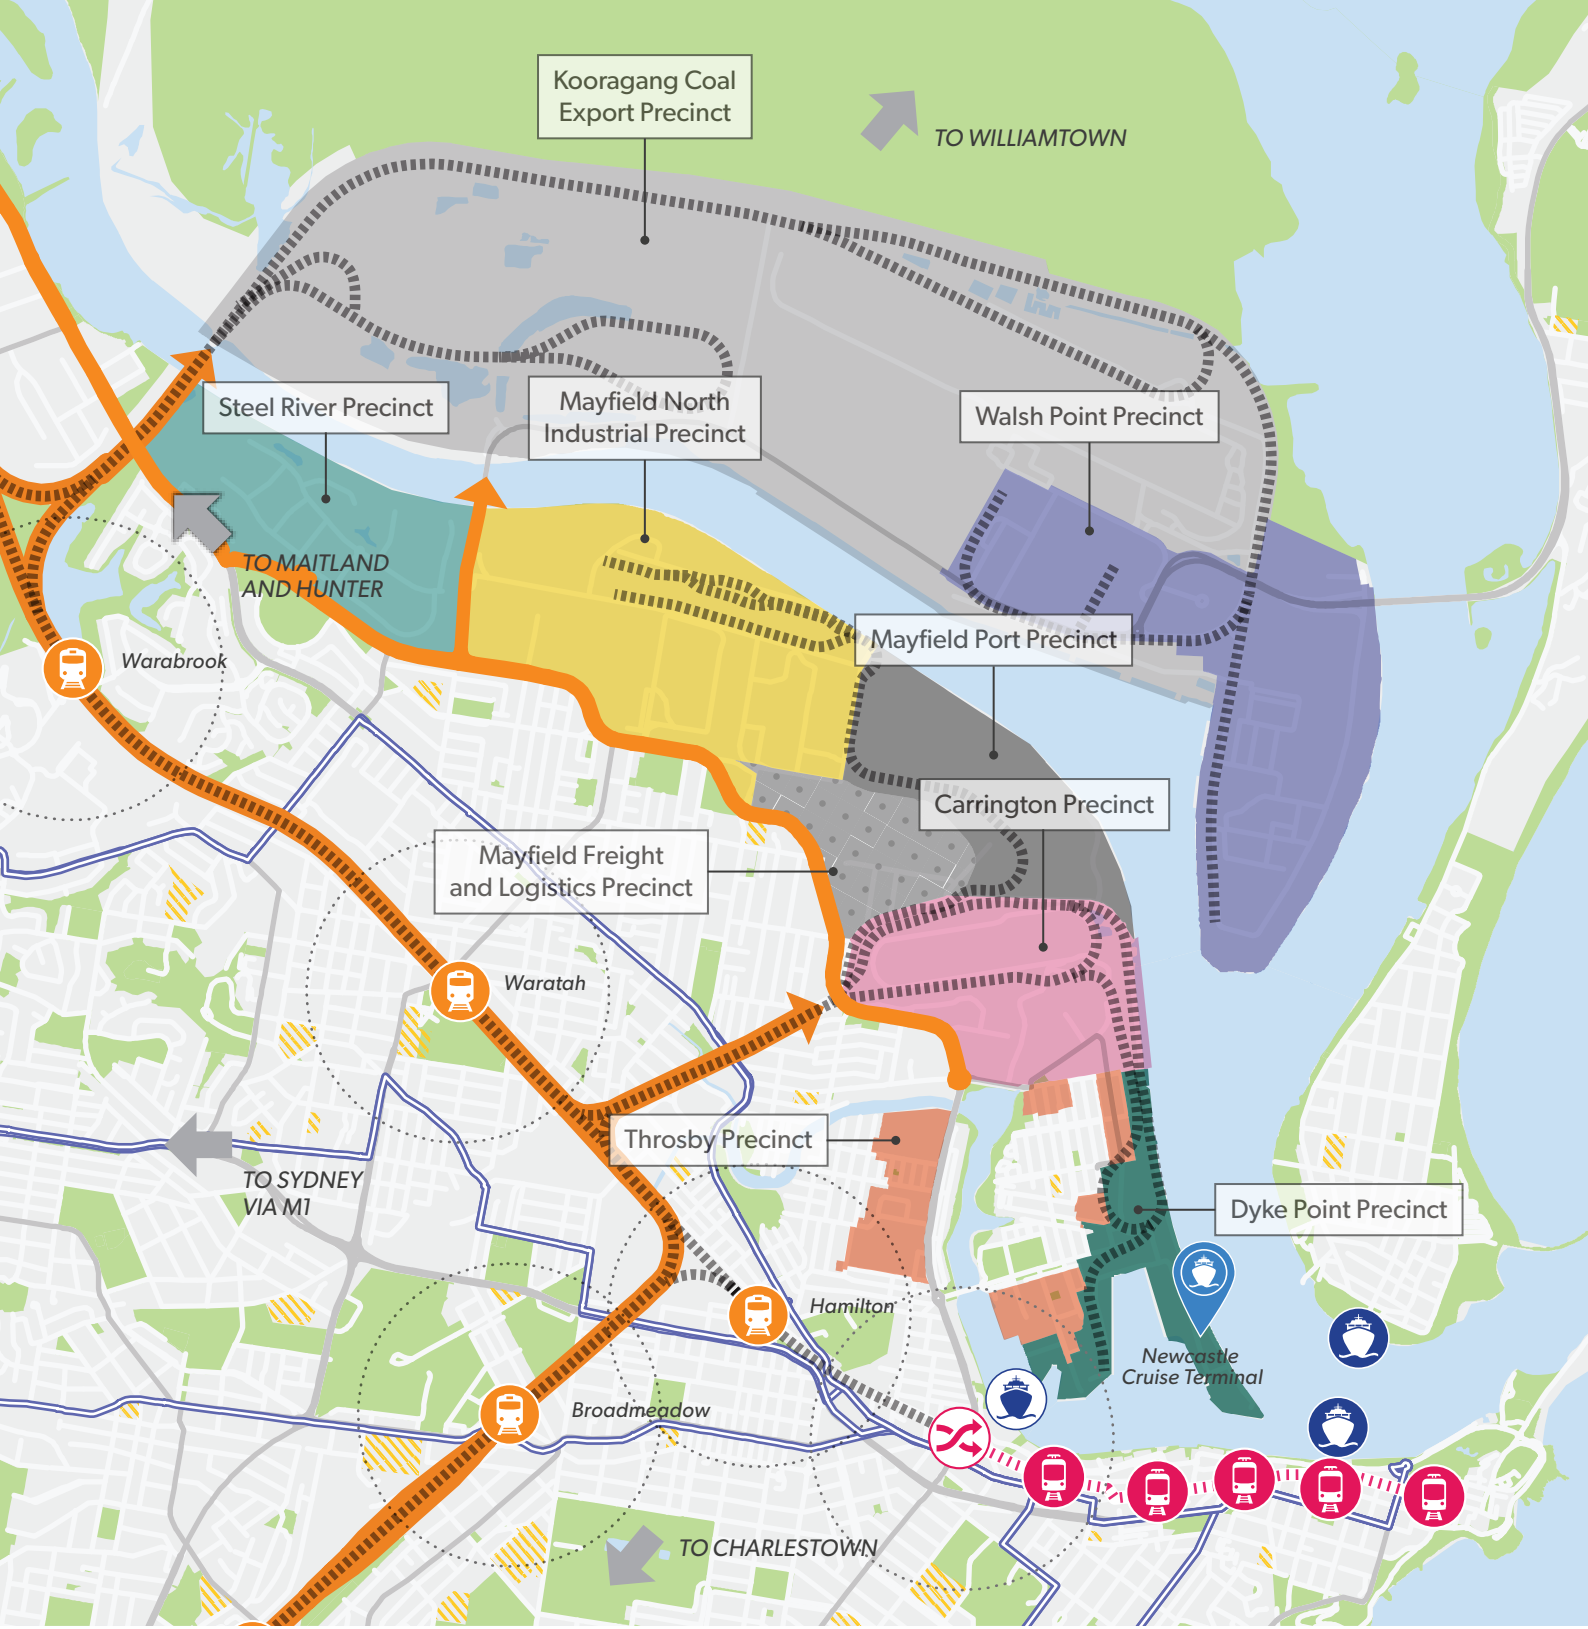 Kooragang Coal
Export Precinct
TO WILLIAMTOWN
Steel River Precinct
Mayfield North
Industrial Precinct
Walsh Point Precinct
TO MAITLAND
AND HUNTER
Mayfield Port Precinct
Warabrook
Carrington Precinct
Mayfield Freight
and Logistics Precinct
Waratah
Throsby Precinct
TO SYDNEY
VIA M1
Dyke Point Precinct
Hamilton
Newcastle
Cruise Terminal
Broadmeadow
TO CHARLESTOWN